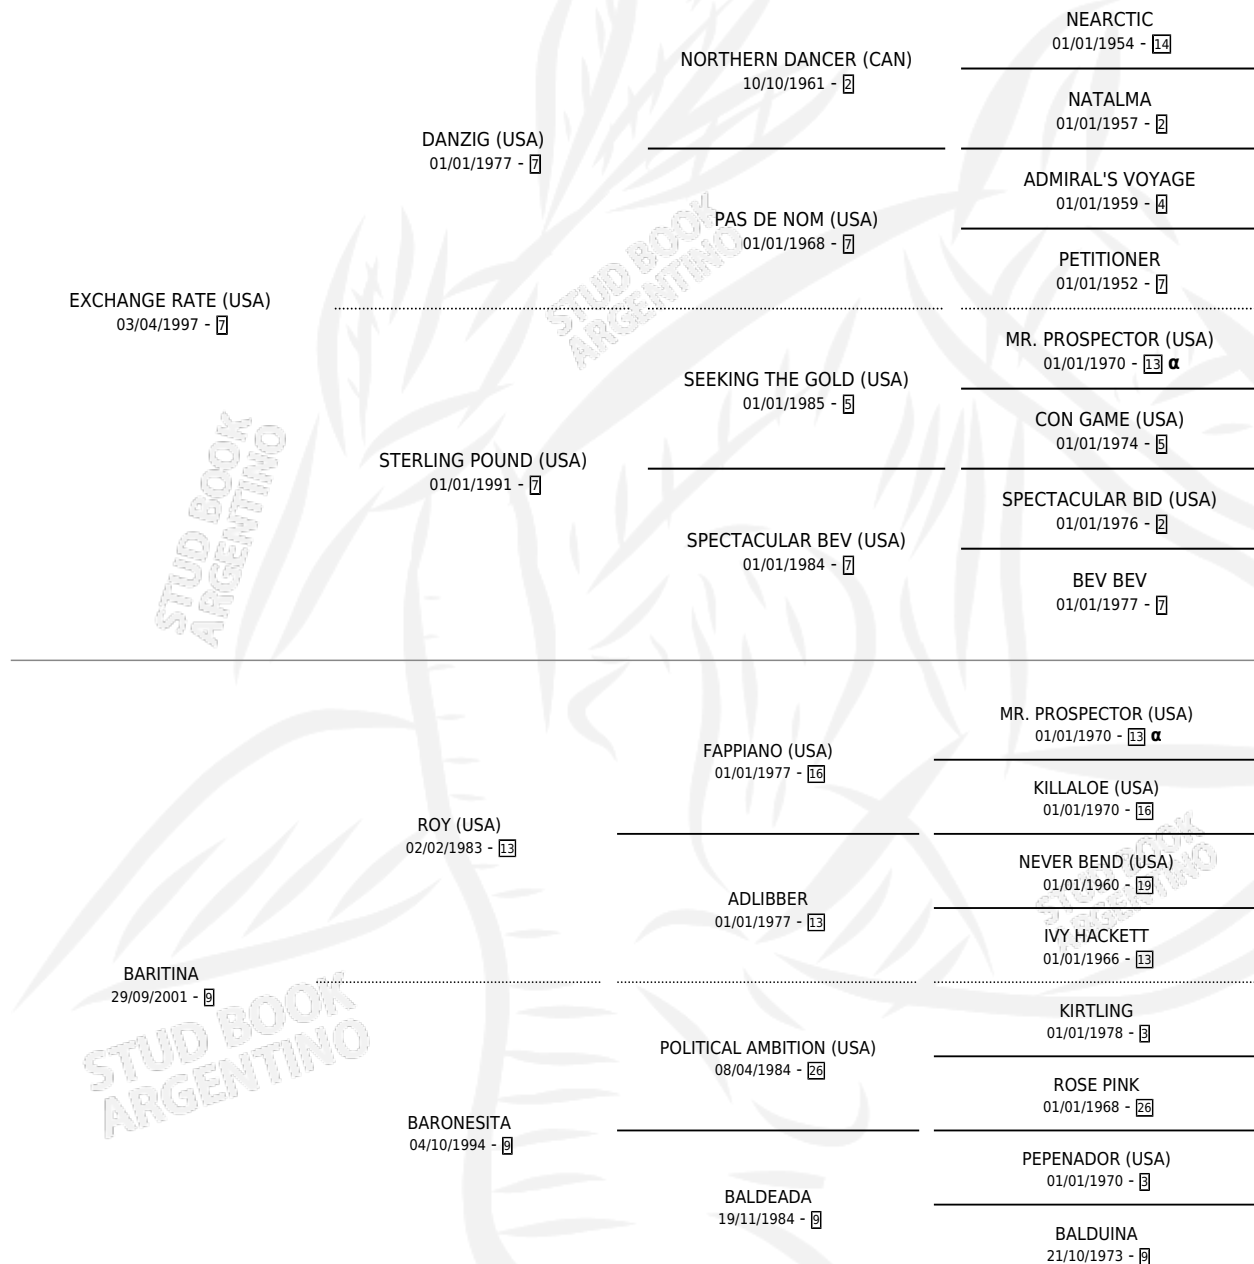 NEARCTIC
01/01/1954 - 14
NORTHERN DANCER (CAN)
10/10/1961 - 2
NATALMA
01/01/1957 - 2
DANZIG (USA)
01/01/1977 - 7
ADMIRAL'S VOYAGE
01/01/1959 - 4
PAS DE NOM (USA)
01/01/1968 - 7
PETITIONER
01/01/1952 - 7
EXCHANGE RATE (USA)
03/04/1997 - 7
MR. PROSPECTOR (USA)
01/01/1970 - 13 α
SEEKING THE GOLD (USA)
01/01/1985 - 5
CON GAME (USA)
01/01/1974 - 5
STERLING POUND (USA)
01/01/1991 - 7
SPECTACULAR BID (USA)
01/01/1976 - 2
SPECTACULAR BEV (USA)
01/01/1984 - 7
BEV BEV
01/01/1977 - 7
MR. PROSPECTOR (USA)
01/01/1970 - 13 α
FAPPIANO (USA)
01/01/1977 - 16
KILLALOE (USA)
01/01/1970 - 16
ROY (USA)
02/02/1983 - 13
NEVER BEND (USA)
01/01/1960 - 19
ADLIBBER
01/01/1977 - 13
IVY HACKETT
01/01/1966 - 13
BARITINA
29/09/2001 - 9
KIRTLING
01/01/1978 - 3
POLITICAL AMBITION (USA)
08/04/1984 - 26
ROSE PINK
01/01/1968 - 26
BARONESITA
04/10/1994 - 9
PEPENADOR (USA)
01/01/1970 - 3
BALDEADA
19/11/1984 - 9
BALDUINA
21/10/1973 - 9
STUD BOOK
ARGENTINO
STUD BOOK
ARGENTINO
STUD BOOK
ARGENTINO
STUD BOOK
ARGENTINO